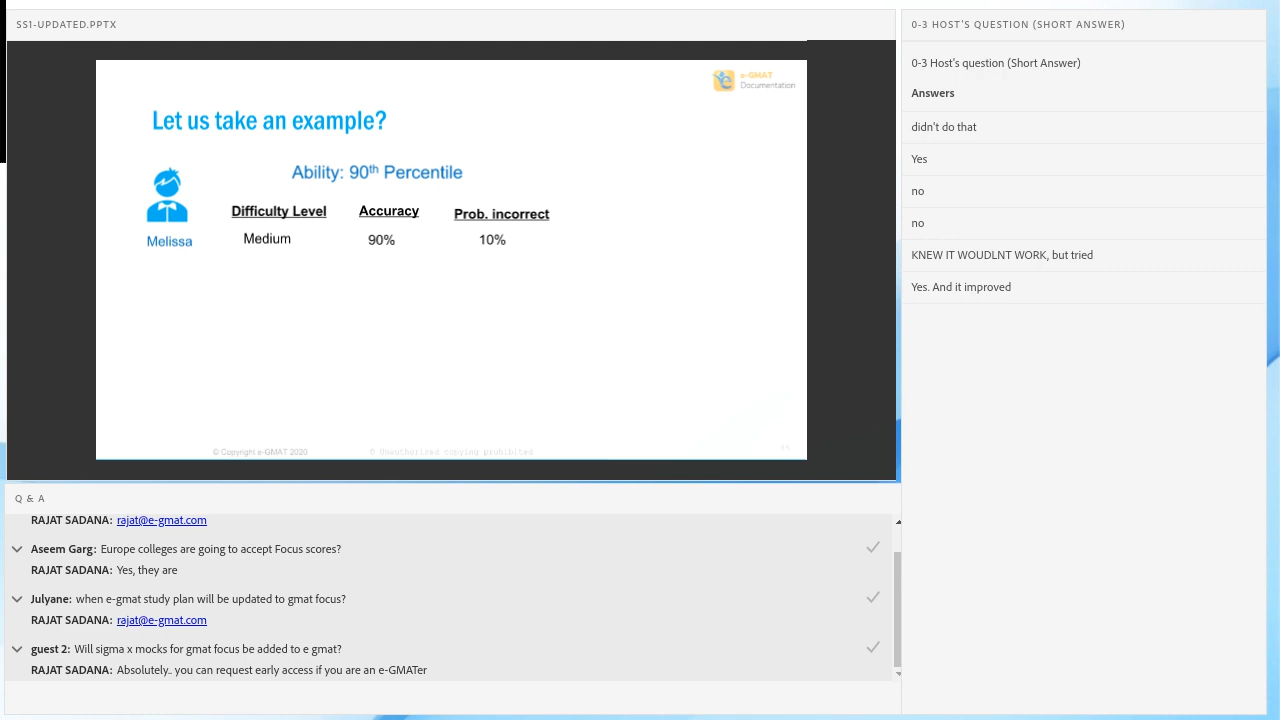 SS1-UPDATED.PPTX
e-GMAT
Documentation
Let us take an example?
Ability: 90th Percentile
Difficulty Level Accuracy Prob. incorrect
Medium 90% 10%
Melissa
© Copyright e-GMAT 2020
© Unauthorized copying prohibited
Q & A
RAJAT SADANA: rajat@e-gmat.com
Aseem Garg: Europe colleges are going to accept Focus scores?
RAJAT SADANA: Yes, they are
Julyane: when e-gmat study plan will be updated to gmat focus?
RAJAT SADANA: rajat@e-gmat.com
guest 2: Will sigma x mocks for gmat focus be added to e gmat?
RAJAT SADANA: Absolutely.. you can request early access if you are an e-GMATer
0-3 HOST'S QUESTION (SHORT ANSWER)
0-3 Host's question (Short Answer)
Answers
didn't do that
Yes
no
no
KNEW IT WOUDLNT WORK, but tried
Yes. And it improved